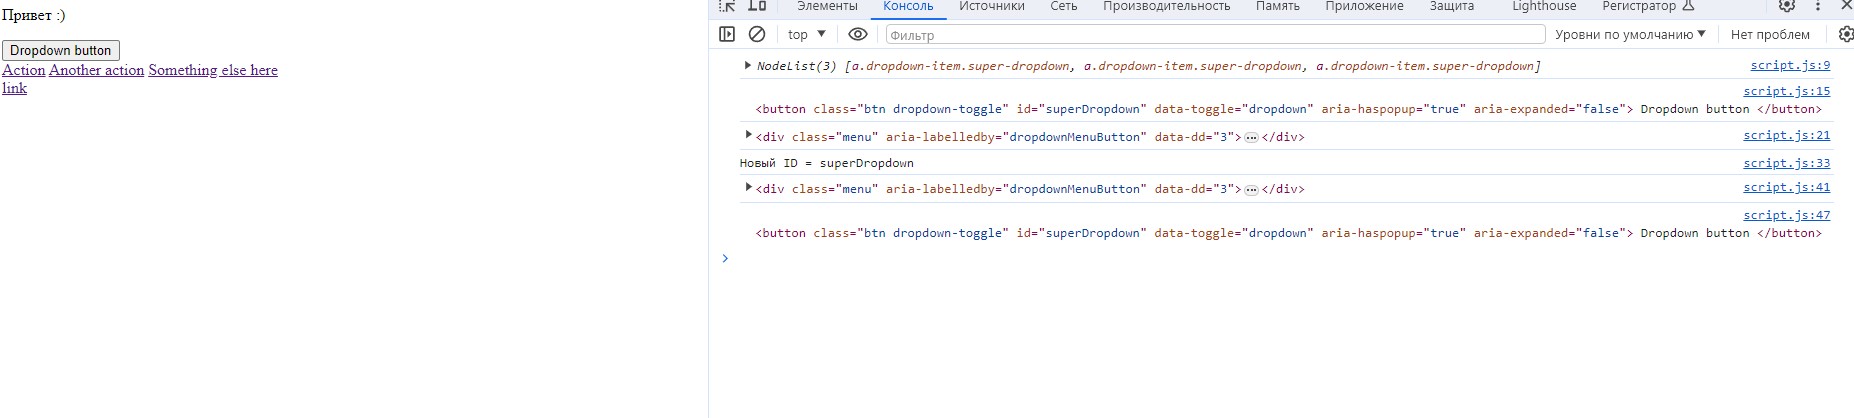 Привет :)
Dropdown button
Action Another action Something else here
link
Элементы Консоль Источники Сеть Производительность Память Приложение Защита Lighthouse Регистратор
top Фильтр Уровни по умолчанию Нет проблем
NodeList(3) [a.dropdown-item.super-dropdown, a.dropdown-item.super-dropdown, a.dropdown-item.super-dropdown] script.js:9
script.js:15
<button class="btn dropdown-toggle" id="superDropdown" data-toggle="dropdown" aria-haspopup="true" aria-expanded="false"> Dropdown button </button>
<div class="menu" aria-labelledby="dropdownMenuButton" data-dd="3">…</div> script.js:21
Новый ID = superDropdown script.js:33
<div class="menu" aria-labelledby="dropdownMenuButton" data-dd="3">…</div> script.js:41
script.js:47
<button class="btn dropdown-toggle" id="superDropdown" data-toggle="dropdown" aria-haspopup="true" aria-expanded="false"> Dropdown button </button>